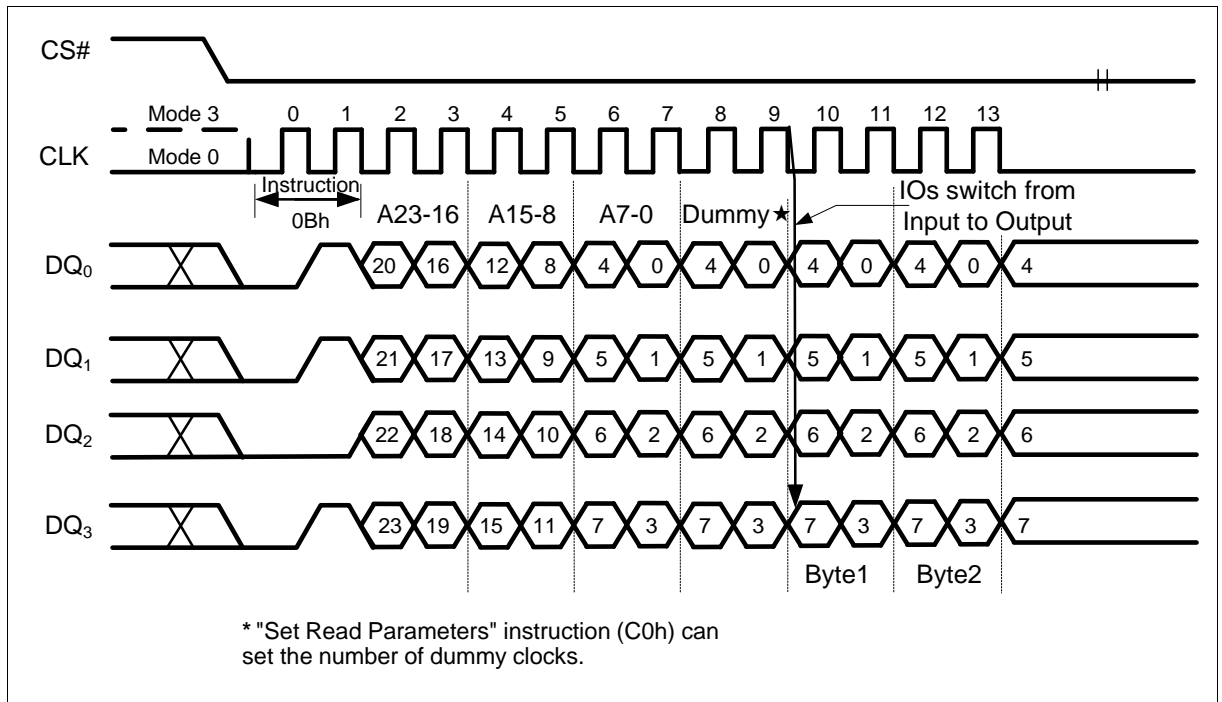 CS#
Mode 3 0 1 2 3 4 5 6 7 8 9 10 11 12 13
CLK Mode 0
Instruction IOs switch from
0Bh A23-16 A15-8 A7-0 Dummy★ Input to Output
DQ0 20 16 12 8 4 0 4 0 4 0 4 0 4
DQ1 21 17 13 9 5 1 5 1 5 1 5 1 5
DQ2 22 18 14 10 6 2 6 2 6 2 6 2 6
DQ3 23 19 15 11 7 3 7 3 7 3 7 3 7
Byte1 Byte2
* "Set Read Parameters" instruction (C0h) can
set the number of dummy clocks.